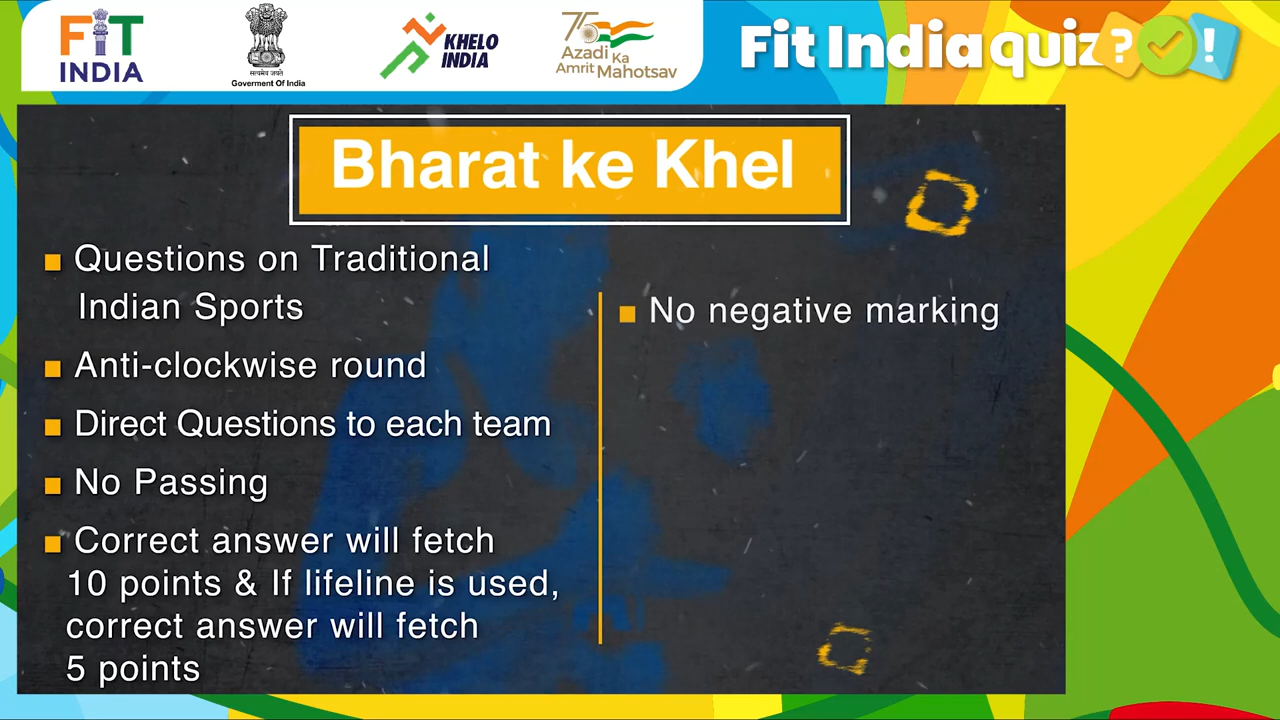 FIT
INDIA
सत्यमेव जयते
Goverment Of India
KHELO
INDIA
75
Azadi Ka
Amrit Mahotsav
Fit India quiz?!
Bharat ke Khel
Questions on Traditional
Indian Sports
Anti-clockwise round
Direct Questions to each team
No Passing
Correct answer will fetch
10 points & If lifeline is used,
correct answer will fetch
5 points
No negative marking